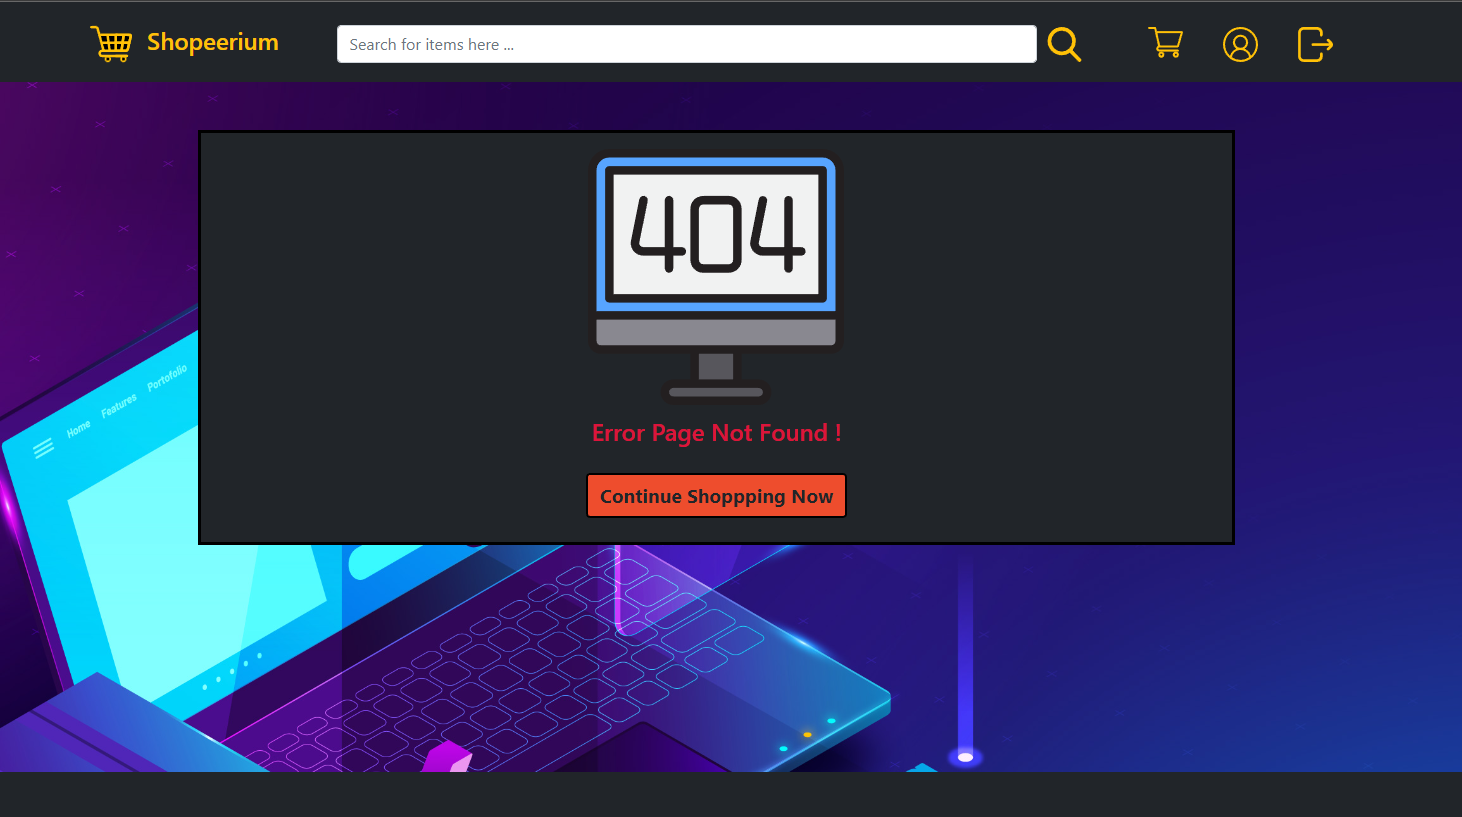 Shopeerium
Search for items here ...
404
Home
Features
Portofolio
Error Page Not Found !
Continue Shoppping Now